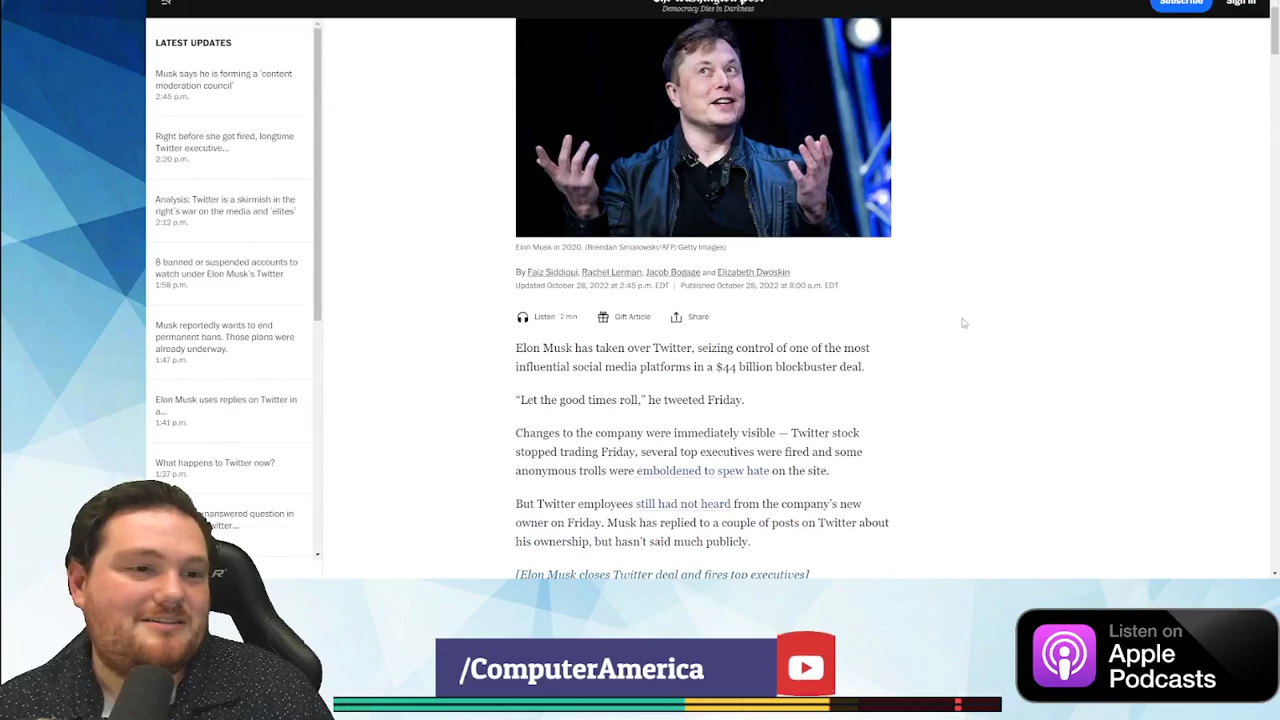 Democracy Dies in Darkness
Subscribe
Sign in
LATEST UPDATES
Musk says he is forming a 'content
moderation council'
2:45 p.m.
Right before she got fired, longtime
Twitter executive...
2:20 p.m.
Analysis: Twitter is a skirmish in the
right's war on the media and 'elites'
2:12 p.m.
8 banned or suspended accounts to
watch under Elon Musk's Twitter
1:58 p.m.
Musk reportedly wants to end
permanent bans. Those plans were
already underway.
1:47 p.m.
Elon Musk uses replies on Twitter in
a...
1:41 p.m.
What happens to Twitter now?
1:37 p.m.
unanswered question in
Elon Musk in 2020. (Brendan Smialowski/AFP/Getty Images)
By Faiz Siddiqui, Rachel Lerman, Jacob Bogage and Elizabeth Dwoskin
Updated October 28, 2022 at 2:45 p.m. EDT | Published October 28, 2022 at 8:00 a.m. EDT
Listen 2 min
Gift Article
Share
Elon Musk has taken over Twitter, seizing control of one of the most
influential social media platforms in a $44 billion blockbuster deal.
“Let the good times roll,” he tweeted Friday.
Changes to the company were immediately visible — Twitter stock
stopped trading Friday, several top executives were fired and some
anonymous trolls were emboldened to spew hate on the site.
But Twitter employees still had not heard from the company’s new
owner on Friday. Musk has replied to a couple of posts on Twitter about
his ownership, but hasn’t said much publicly.
[Elon Musk closes Twitter deal and fires top executives]
/ComputerAmerica
Listen on
Apple
Podcasts